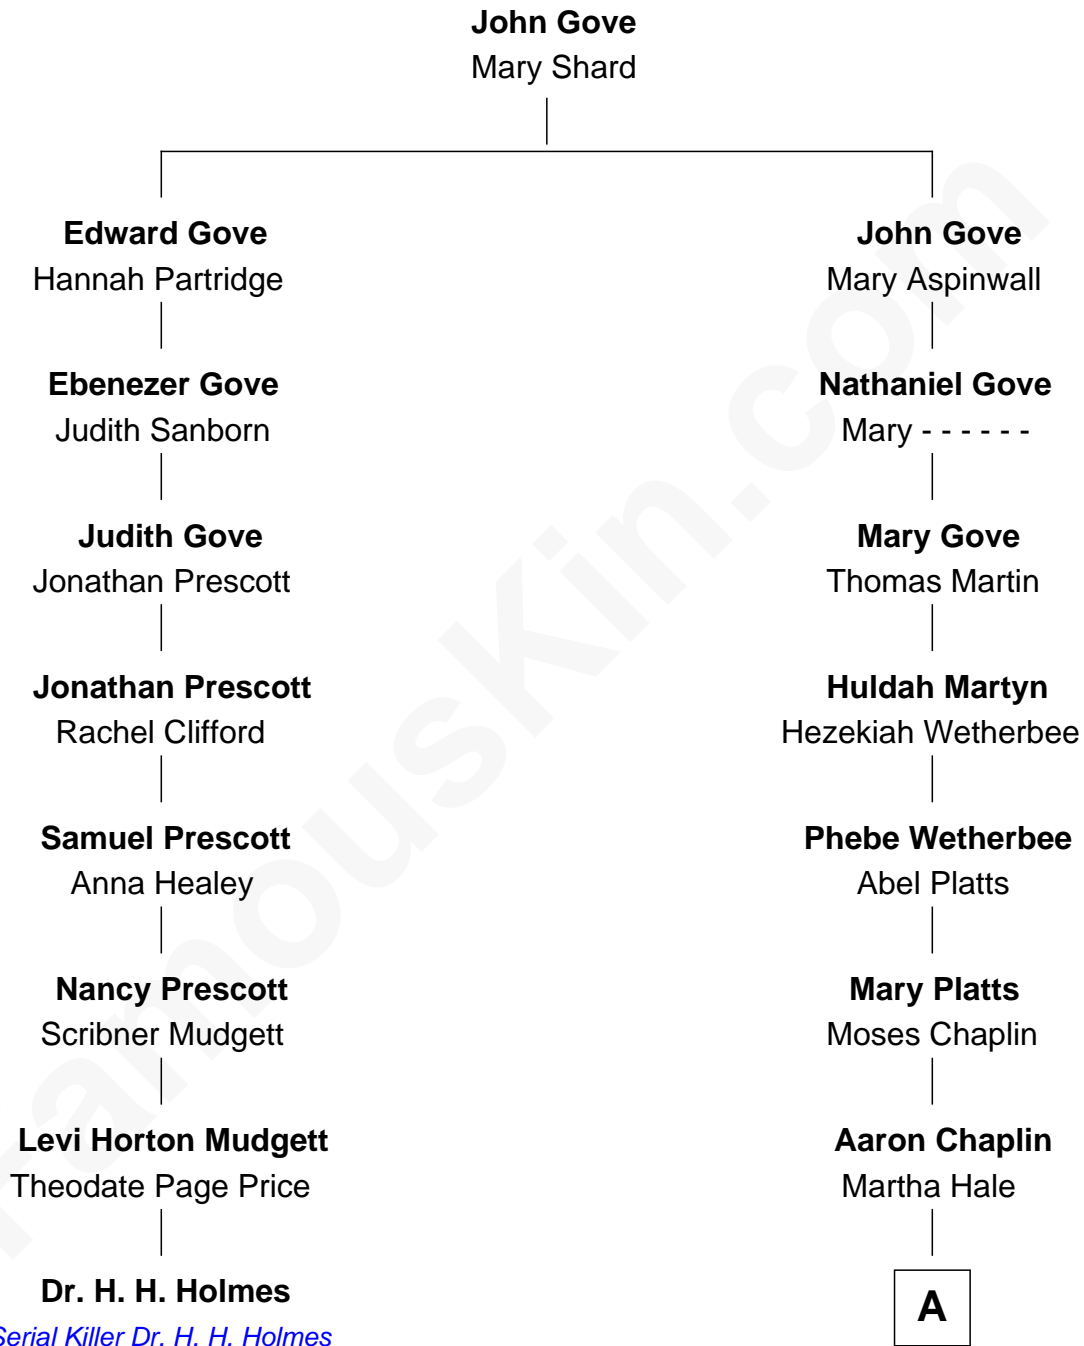 John Gove
Mary Shard
Edward Gove
Hannah Partridge
John Gove
Mary Aspinwall
Ebenezer Gove
Judith Sanborn
Nathaniel Gove
Mary - - - - - -
Judith Gove
Jonathan Prescott
Mary Gove
Thomas Martin
Jonathan Prescott
Rachel Clifford
Huldah Martyn
Hezekiah Wetherbee
Samuel Prescott
Anna Healey
Phebe Wetherbee
Abel Platts
Nancy Prescott
Scribner Mudgett
Mary Platts
Moses Chaplin
Levi Horton Mudgett
Theodate Page Price
Aaron Chaplin
Martha Hale
Dr. H. H. Holmes
Serial Killer Dr. H. H. Holmes
A
FamousKin.com